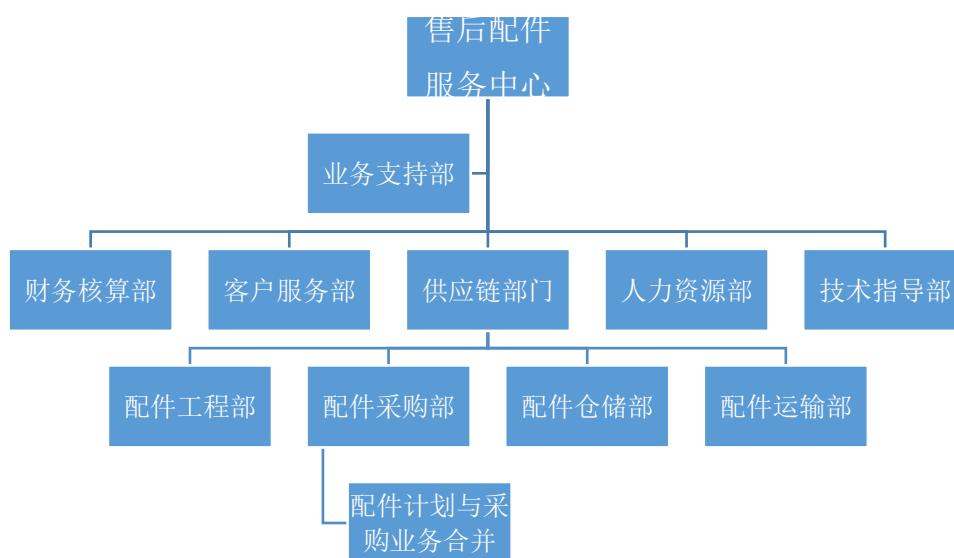 售后配件
服务中心
业务支持部
财务核算部
客户服务部
供应链部门
人力资源部
技术指导部
配件工程部
配件采购部
配件仓储部
配件运输部
配件计划与采
购业务合并